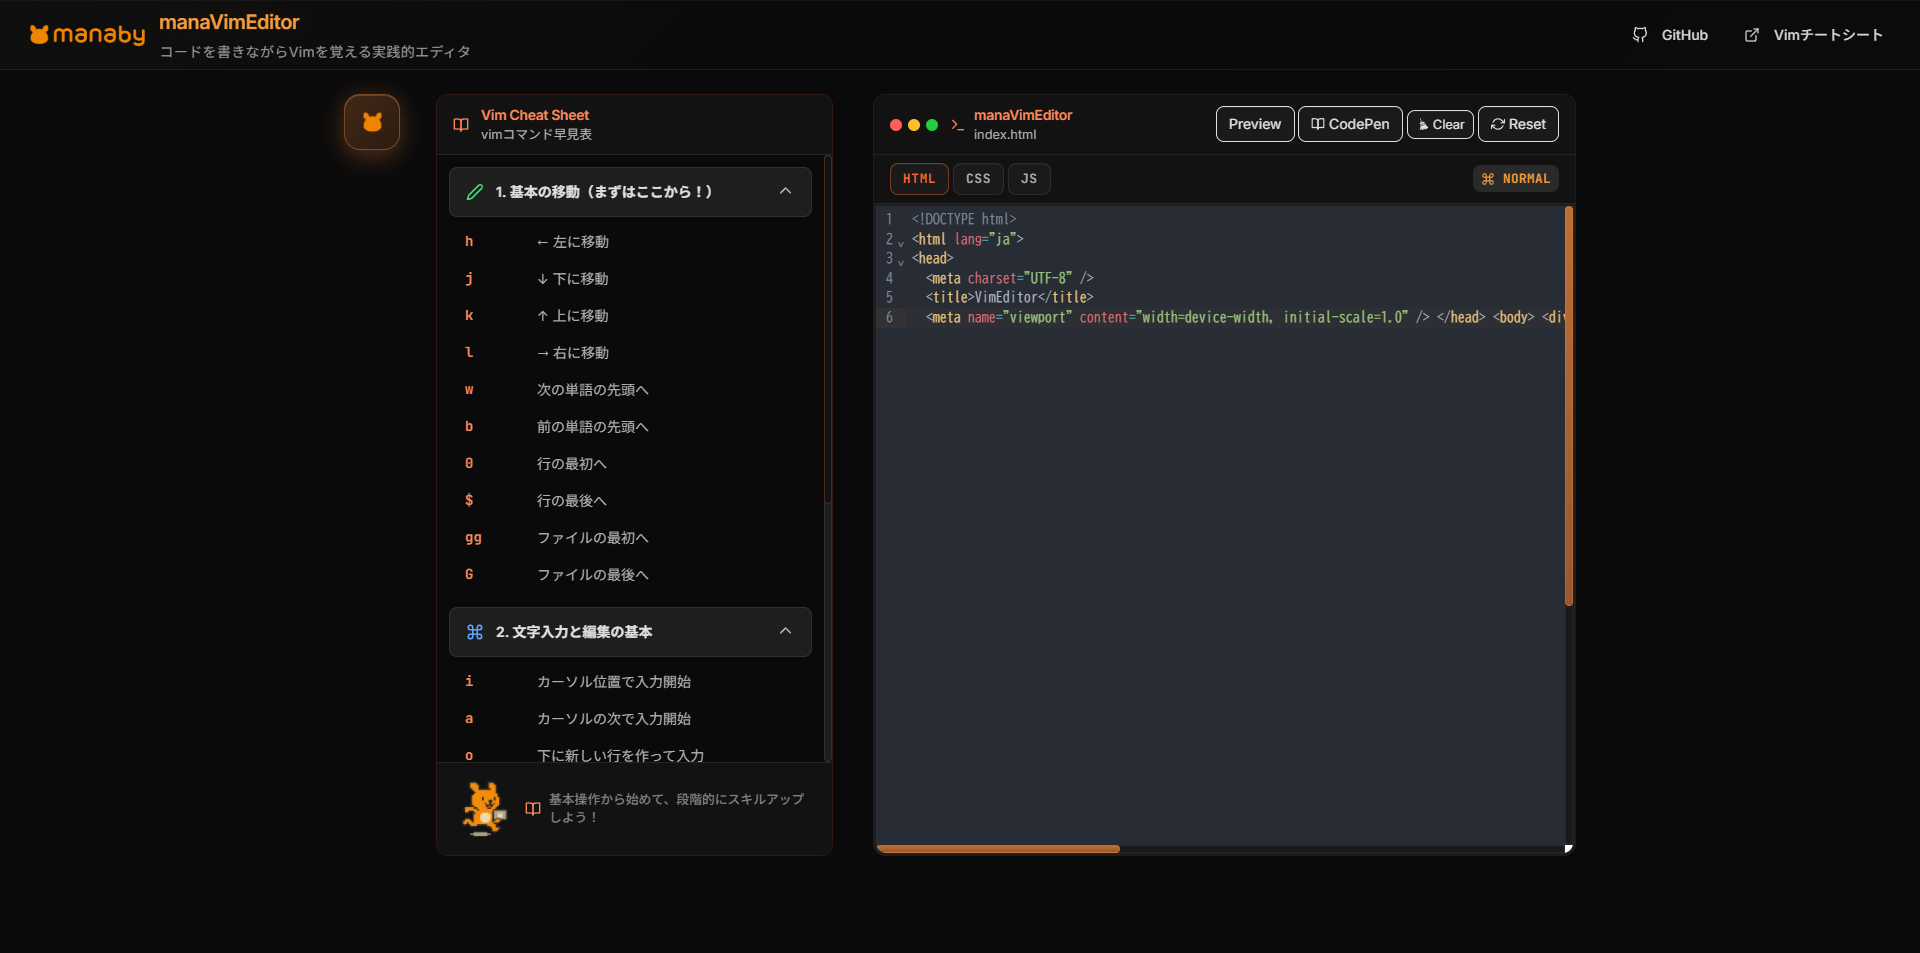 manaby
manaVimEditor
コードを書きながらVimを覚える実践的エディタ
GitHub
Vimチートシート
Vim Cheat Sheet
vimコマンド早見表
1. 基本の移動（まずはここから！）
h ← 左に移動
j ↓ 下に移動
k ↑ 上に移動
l → 右に移動
w 次の単語の先頭へ
b 前の単語の先頭へ
0 行の最初へ
$ 行の最後へ
gg ファイルの最初へ
G ファイルの最後へ
2. 文字入力と編集の基本
i カーソル位置で入力開始
a カーソルの次で入力開始
o 下に新しい行を作って入力
基本操作から始めて、段階的にスキルアップ
しよう！
manaVimEditor
index.html
Preview
CodePen
Clear
Reset
HTML CSS JS
NORMAL
1 <!DOCTYPE html>
2 <html lang="ja">
3 <head>
4 <meta charset="UTF-8" />
5 <title>VimEditor</title>
6 <meta name="viewport" content="width=device-width, initial-scale=1.0" /> </head> <body> <div